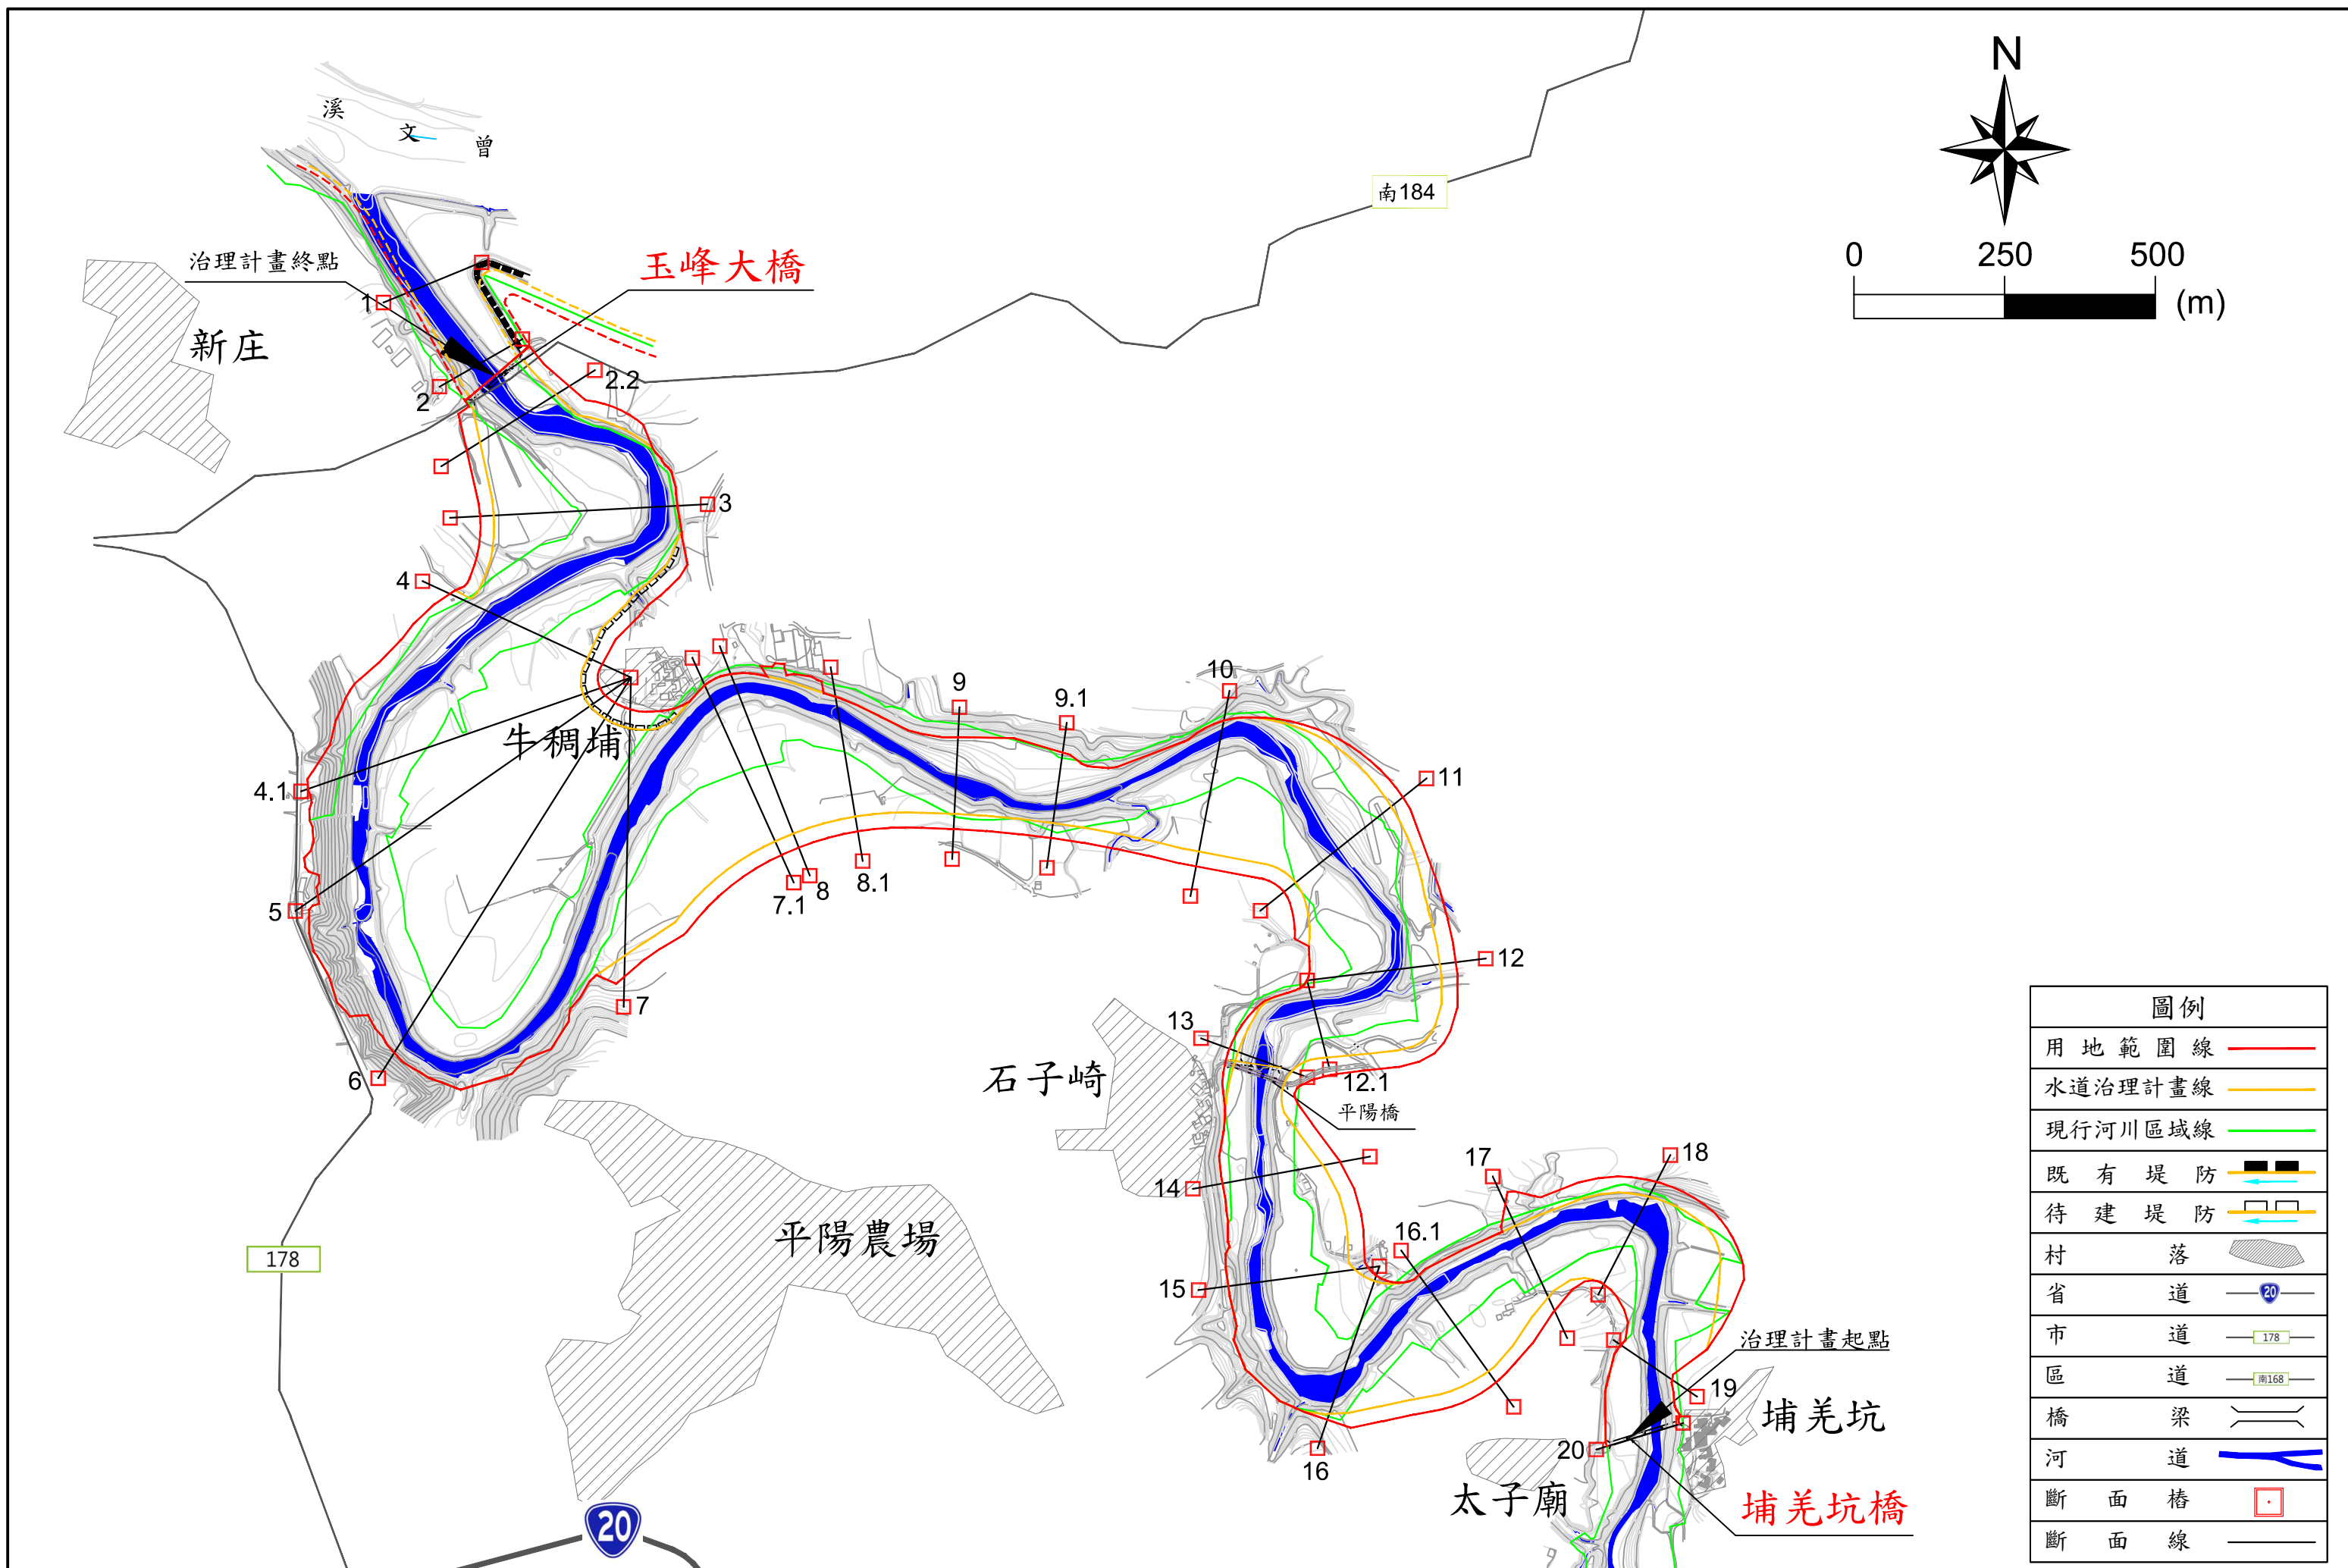 N
0 250 500
(m)
溪
文
曾
南184
治理計畫終點
玉峰大橋
新庄
1
2
2.2
3
4
牛稠埔
4.1
5
6
7
7.1
8
8.1
9
9.1
10
11
12
12.1
13
石子崎
平陽橋
14
15
16
16.1
17
18
平陽農場
178
治理計畫起點
19
埔羌坑
20
太子廟
埔羌坑橋
20
圖例
用地範圍線
水道治理計畫線
現行河川區域線
既有堤防
待建堤防
村落
省道 20
市道 178
區道 南168
橋梁
河道
斷面樁
斷面線